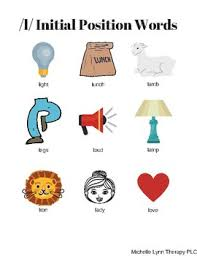 /l/ Initial Position Words
LUNCH
light lunch lamb
legs loud lamp
lion lady love
Michelle Lynn Therapy PLC